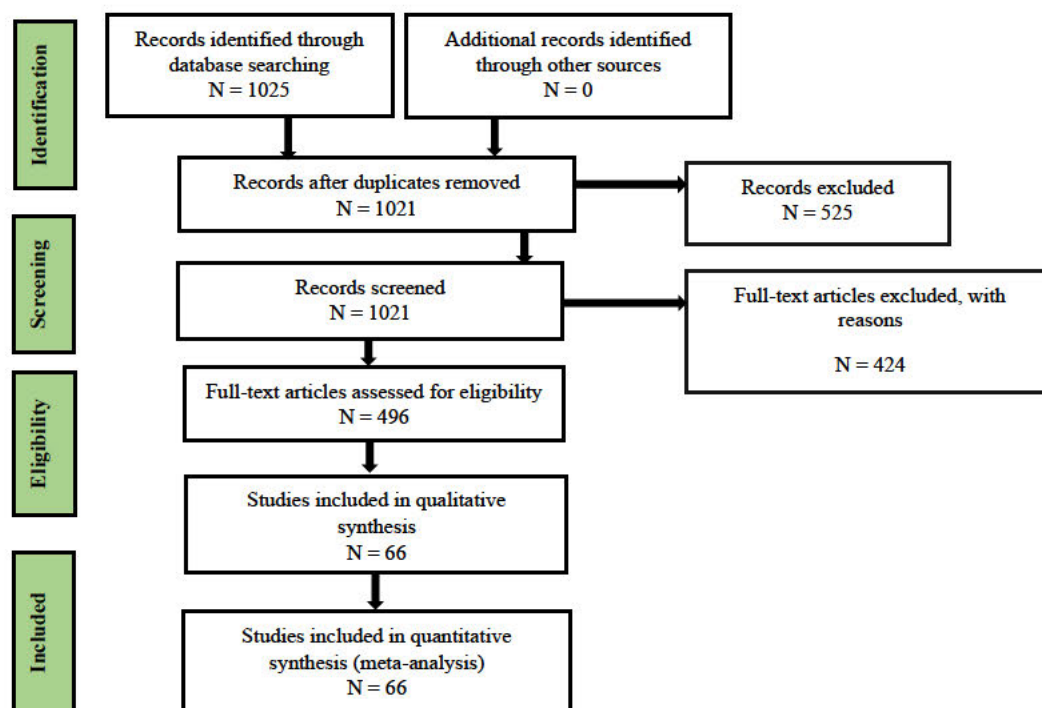 Identification
Records identified through
database searching
N = 1025
Additional records identified
through other sources
N = 0
Records after duplicates removed
N = 1021
Records excluded
N = 525
Screening
Records screened
N = 1021
Full-text articles excluded, with
reasons
N = 424
Eligibility
Full-text articles assessed for eligibility
N = 496
Studies included in qualitative
synthesis
N = 66
Included
Studies included in quantitative
synthesis (meta-analysis)
N = 66